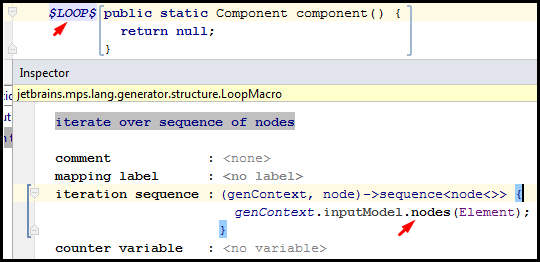 $LOOP$ public static Component component() {
return null;
}
Inspector
jetbrains.mps.lang.generator.structure.LoopMacro
iterate over sequence of nodes
comment : <none>
mapping label : <no label>
iteration sequence : (genContext, node)->sequence<node<>> {
genContext.inputModel.nodes(Element);
}
counter variable : <no variable>